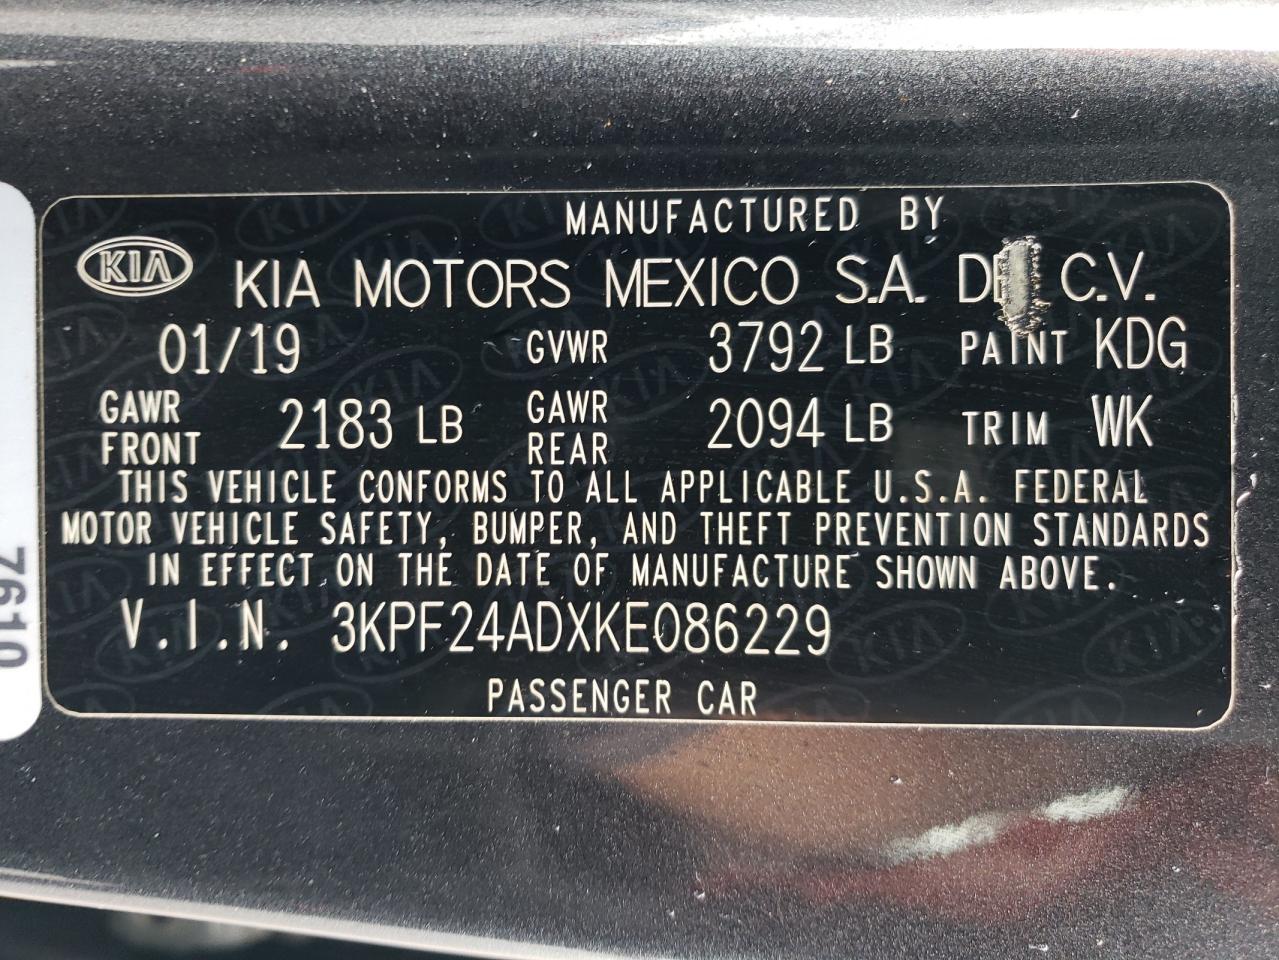 MANUFACTURED BY
KIA KIA MOTORS MEXICO S.A. DE C.V.
01/19 GVWR 3792 LB PAINT KDG
GAWR FRONT 2183 LB GAWR REAR 2094 LB TRIM WK
THIS VEHICLE CONFORMS TO ALL APPLICABLE U.S.A. FEDERAL
MOTOR VEHICLE SAFETY, BUMPER, AND THEFT PREVENTION STANDARDS
IN EFFECT ON THE DATE OF MANUFACTURE SHOWN ABOVE.
V.I.N. 3KPF24ADXKE086229
PASSENGER CAR